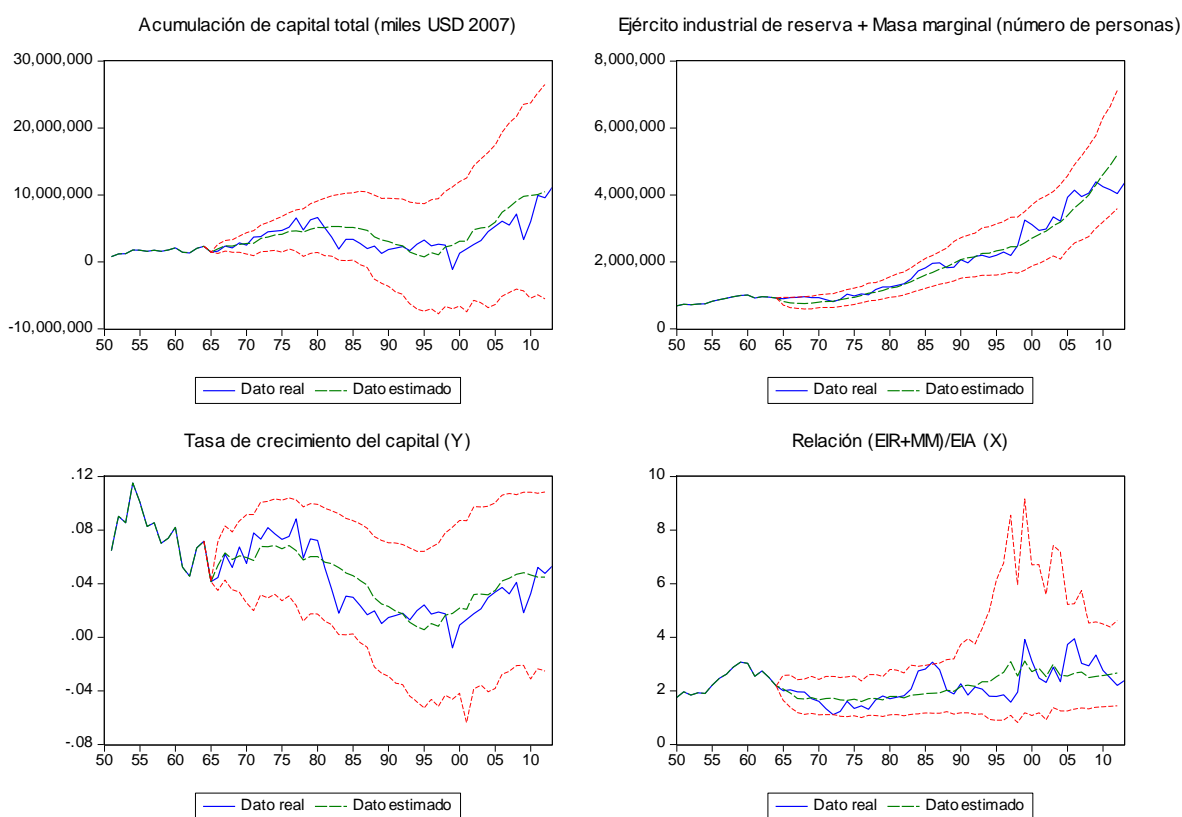 Acumulación de capital total (miles USD 2007)
30,000,000
20,000,000
10,000,000
0
-10,000,000
50 55 60 65 70 75 80 85 90 95 00 05 10
Dato real Dato estimado
Ejército industrial de reserva + Masa marginal (número de personas)
8,000,000
6,000,000
4,000,000
2,000,000
0
50 55 60 65 70 75 80 85 90 95 00 05 10
Dato real Dato estimado
Tasa de crecimiento del capital (Y)
.12
.08
.04
.00
-.04
-.08
50 55 60 65 70 75 80 85 90 95 00 05 10
Dato real Dato estimado
Relación (EIR+MM)/EIA (X)
10
8
6
4
2
0
50 55 60 65 70 75 80 85 90 95 00 05 10
Dato real Dato estimado